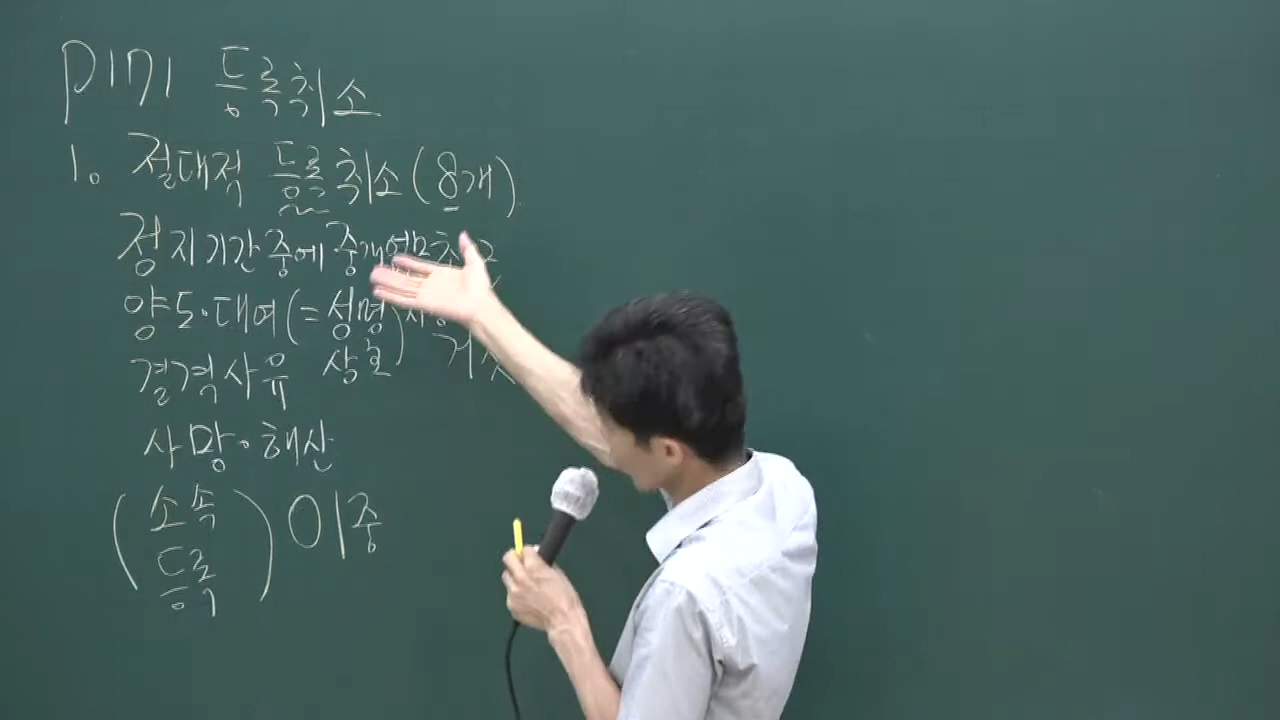 P171 등록취소
1. 절대적 등록취소 (8개)
정지기간 중에 중개업
양도·대여 (=성명
상호)
결격사유
사망·해산
(소속
등록) 이중